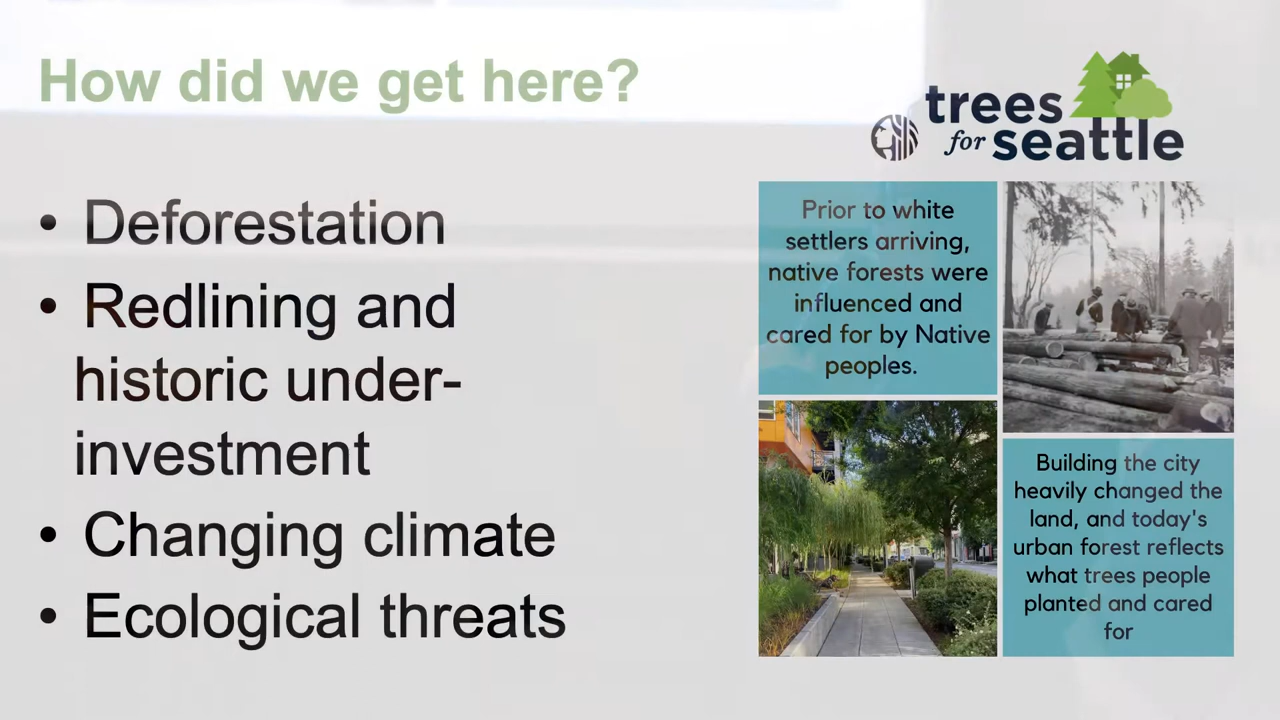 How did we get here?
trees
for seattle
• Deforestation
• Redlining and
historic under-
investment
• Changing climate
• Ecological threats
Prior to white
settlers arriving,
native forests were
influenced and
cared for by Native
peoples.
Building the city
heavily changed the
land, and today's
urban forest reflects
what trees people
planted and cared
for